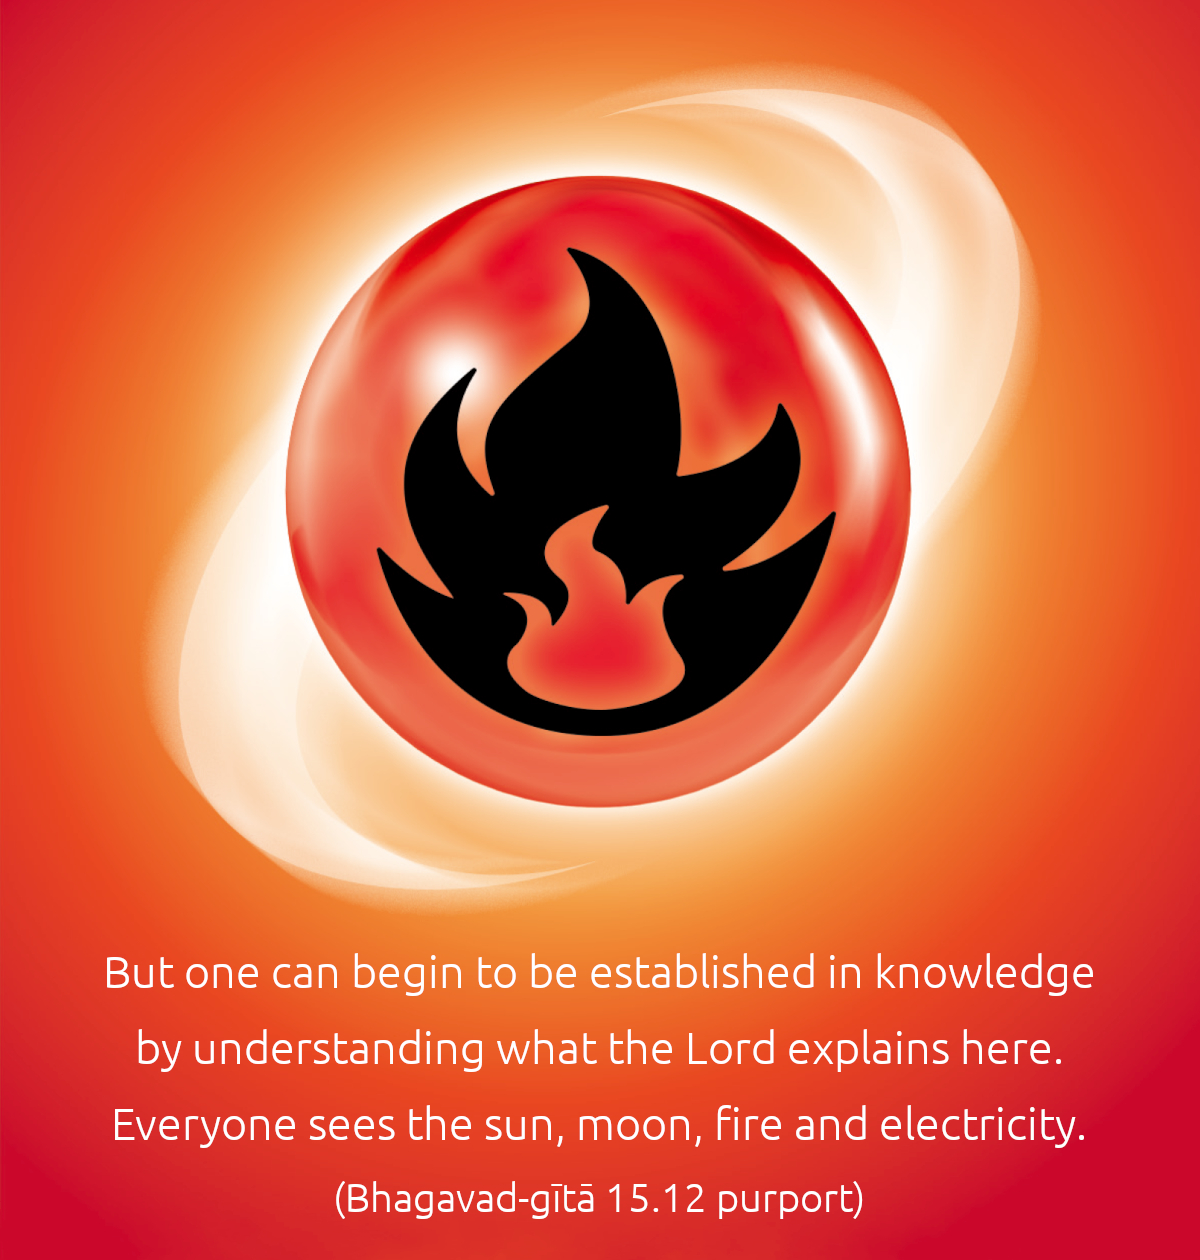 But one can begin to be established in knowledge
by understanding what the Lord explains here.
Everyone sees the sun, moon, fire and electricity.
(Bhagavad-gītā 15.12 purport)